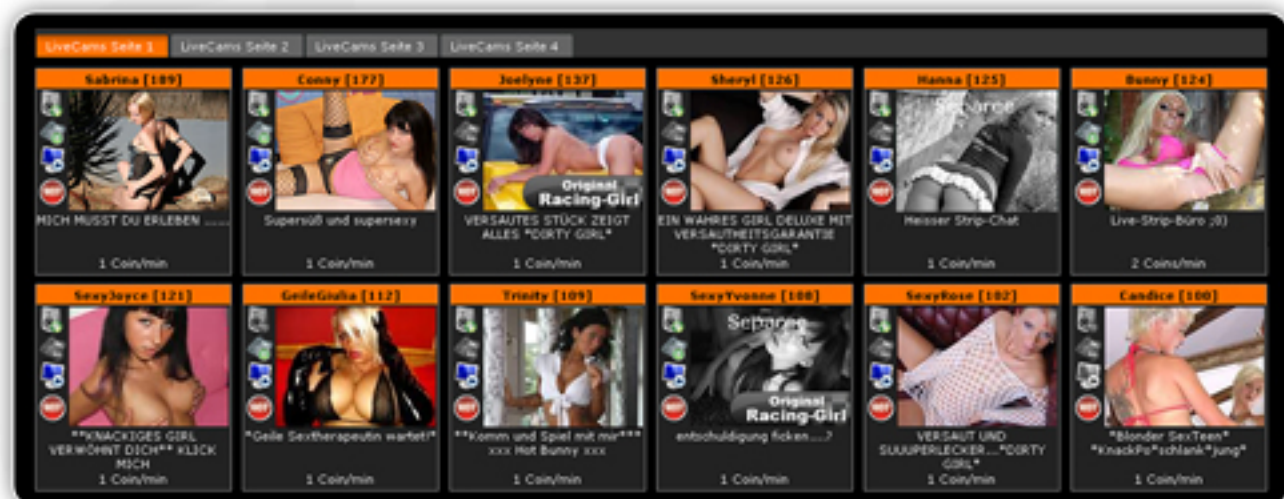 LiveCams Seite 1
LiveCams Seite 2
LiveCams Seite 3
LiveCams Seite 4
Sabrina [189]
MICH MUSST DU ERLEBEN ......
1 Coin/min
Conny [177]
Supersüß und supersexy
1 Coin/min
Joelyne [137]
Original
Racing-Girl
VERSAUTES STÜCK ZEIGT
ALLES "DIRTY GIRL"
1 Coin/min
Sheryl [126]
EIN WAHRES GIRL DELUXE MIT
VERSAUTHEITSGARANTIE
"DIRTY GIRL"
1 Coin/min
Hanna [125]
Separee
Heisser Strip-Chat
1 Coin/min
Bunny [124]
Live-Strip-Büro ;0)
2 Coins/min
SexyJoyce [121]
**KNACKIGES GIRL
VERWÖHNT DICH** KLICK
MICH
1 Coin/min
GeileGiulia [112]
"Geile Sextherapeutin wartet!"
1 Coin/min
Trinity [109]
**Komm und Spiel mit mir***
xxx Hot Bunny xxx
1 Coin/min
SexyYvonne [108]
Separee
Original
Racing-Girl
entschuldigung ficken....?
1 Coin/min
SexyRose [102]
VERSAUT UND
SUUUPERLECKER..."DIRTY
GIRL"
1 Coin/min
Candice [100]
"Blonder SexTeen"
"KnackPo"schlank"jung"
1 Coin/min